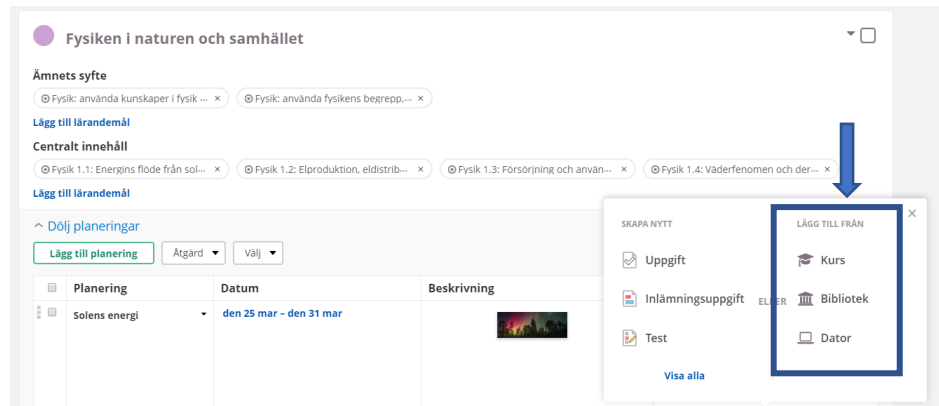 Fysiken i naturen och samhället
Ämnets syfte
Fysik: använda kunskaper i fysik ... ×
Fysik: använda fysikens begrepp,... ×
Lägg till lärandemål
Centralt innehåll
Fysik 1.1: Energins flöde från sol... ×
Fysik 1.2: Elproduktion, eldistrib... ×
Fysik 1.3: Försörjning och använ... ×
Fysik 1.4: Väderfenomen och der... ×
Lägg till lärandemål
Dölj planeringar
Lägg till planering
Åtgärd
Välj
Planering
Datum
Beskrivning
Solens energi
den 25 mar – den 31 mar
SKAPA NYTT
Uppgift
Inlämningsuppgift
Test
Visa alla
ELLER
LÄGG TILL FRÅN
×
Kurs
Bibliotek
Dator